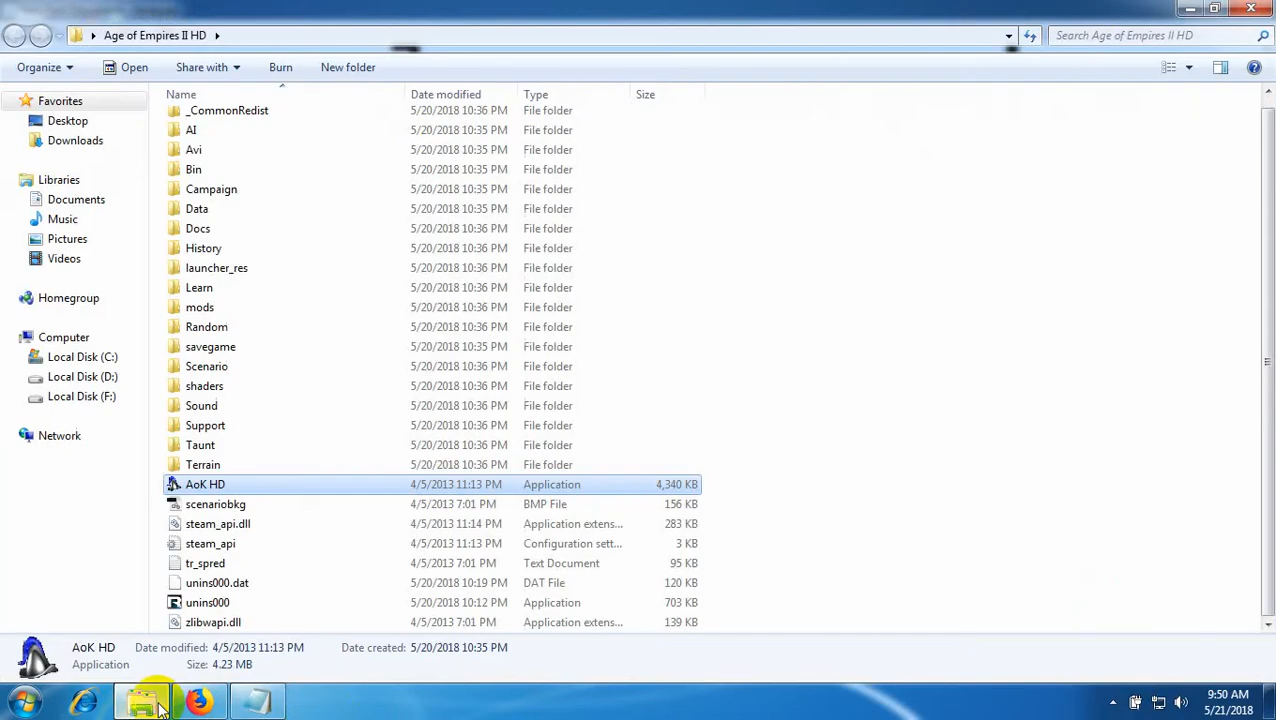 Age of Empires II HD
Search Age of Empires II HD
Organize Open Share with Burn New folder
Name Date modified Type Size
Favorites
Desktop
Downloads
Libraries
Documents
Music
Pictures
Videos
Homegroup
Computer
Local Disk (C:)
Local Disk (D:)
Local Disk (F:)
Network
_CommonRedist 5/20/2018 10:36 PM File folder
AI 5/20/2018 10:35 PM File folder
Avi 5/20/2018 10:35 PM File folder
Bin 5/20/2018 10:36 PM File folder
Campaign 5/20/2018 10:35 PM File folder
Data 5/20/2018 10:35 PM File folder
Docs 5/20/2018 10:36 PM File folder
History 5/20/2018 10:36 PM File folder
launcher_res 5/20/2018 10:36 PM File folder
Learn 5/20/2018 10:36 PM File folder
mods 5/20/2018 10:36 PM File folder
Random 5/20/2018 10:36 PM File folder
savegame 5/20/2018 10:35 PM File folder
Scenario 5/20/2018 10:36 PM File folder
shaders 5/20/2018 10:36 PM File folder
Sound 5/20/2018 10:36 PM File folder
Support 5/20/2018 10:36 PM File folder
Taunt 5/20/2018 10:36 PM File folder
Terrain 5/20/2018 10:36 PM File folder
AoK HD 4/5/2013 11:13 PM Application 4,340 KB
scenariobkg 4/5/2013 7:01 PM BMP File 156 KB
steam_api.dll 4/5/2013 11:14 PM Application extens... 283 KB
steam_api 4/5/2013 11:13 PM Configuration sett... 3 KB
tr_spred 4/5/2013 7:01 PM Text Document 95 KB
unins000.dat 5/20/2018 10:19 PM DAT File 120 KB
unins000 5/20/2018 10:12 PM Application 703 KB
zlibwapi.dll 4/5/2013 7:01 PM Application extens... 139 KB
AoK HD Date modified: 4/5/2013 11:13 PM Date created: 5/20/2018 10:35 PM
Application Size: 4.23 MB
9:50 AM
5/21/2018